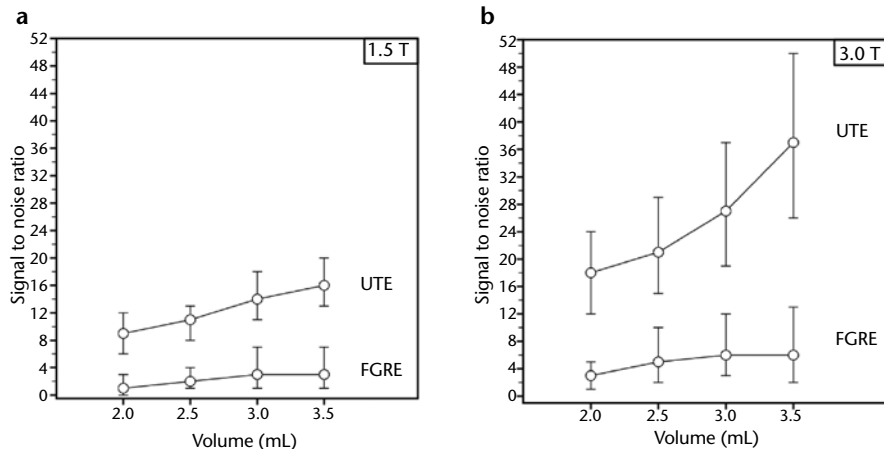 a
1.5 T
Signal to noise ratio
52
48
44
40
36
32
28
24
20
16
12
8
4
0
UTE
FGRE
2.0 2.5 3.0 3.5
Volume (mL)
b
3.0 T
Signal to noise ratio
52
48
44
40
36
32
28
24
20
16
12
8
4
0
UTE
FGRE
2.0 2.5 3.0 3.5
Volume (mL)